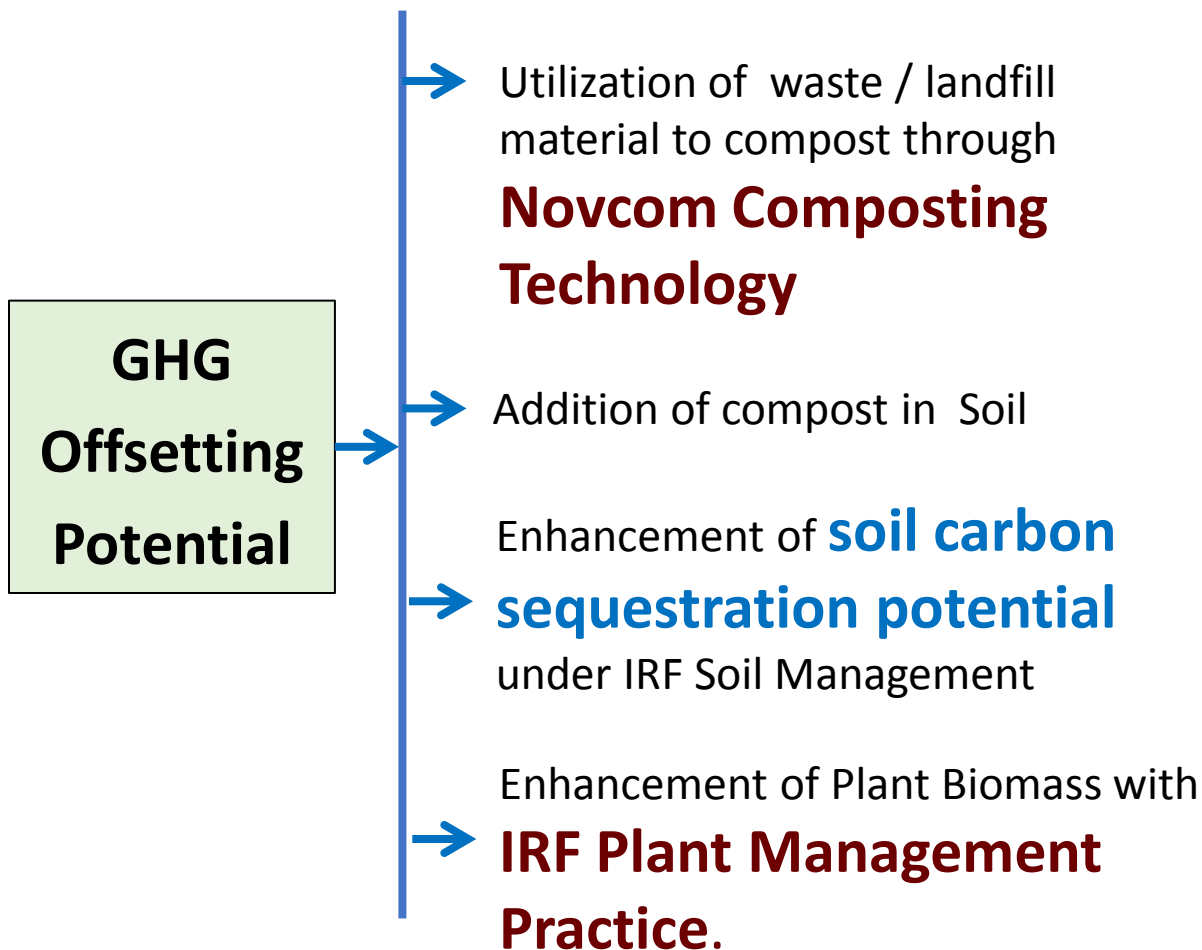 GHG
Offsetting
Potential
Utilization of waste / landfill
material to compost through
Novcom Composting
Technology
Addition of compost in Soil
Enhancement of soil carbon
sequestration potential
under IRF Soil Management
Enhancement of Plant Biomass with
IRF Plant Management
Practice.